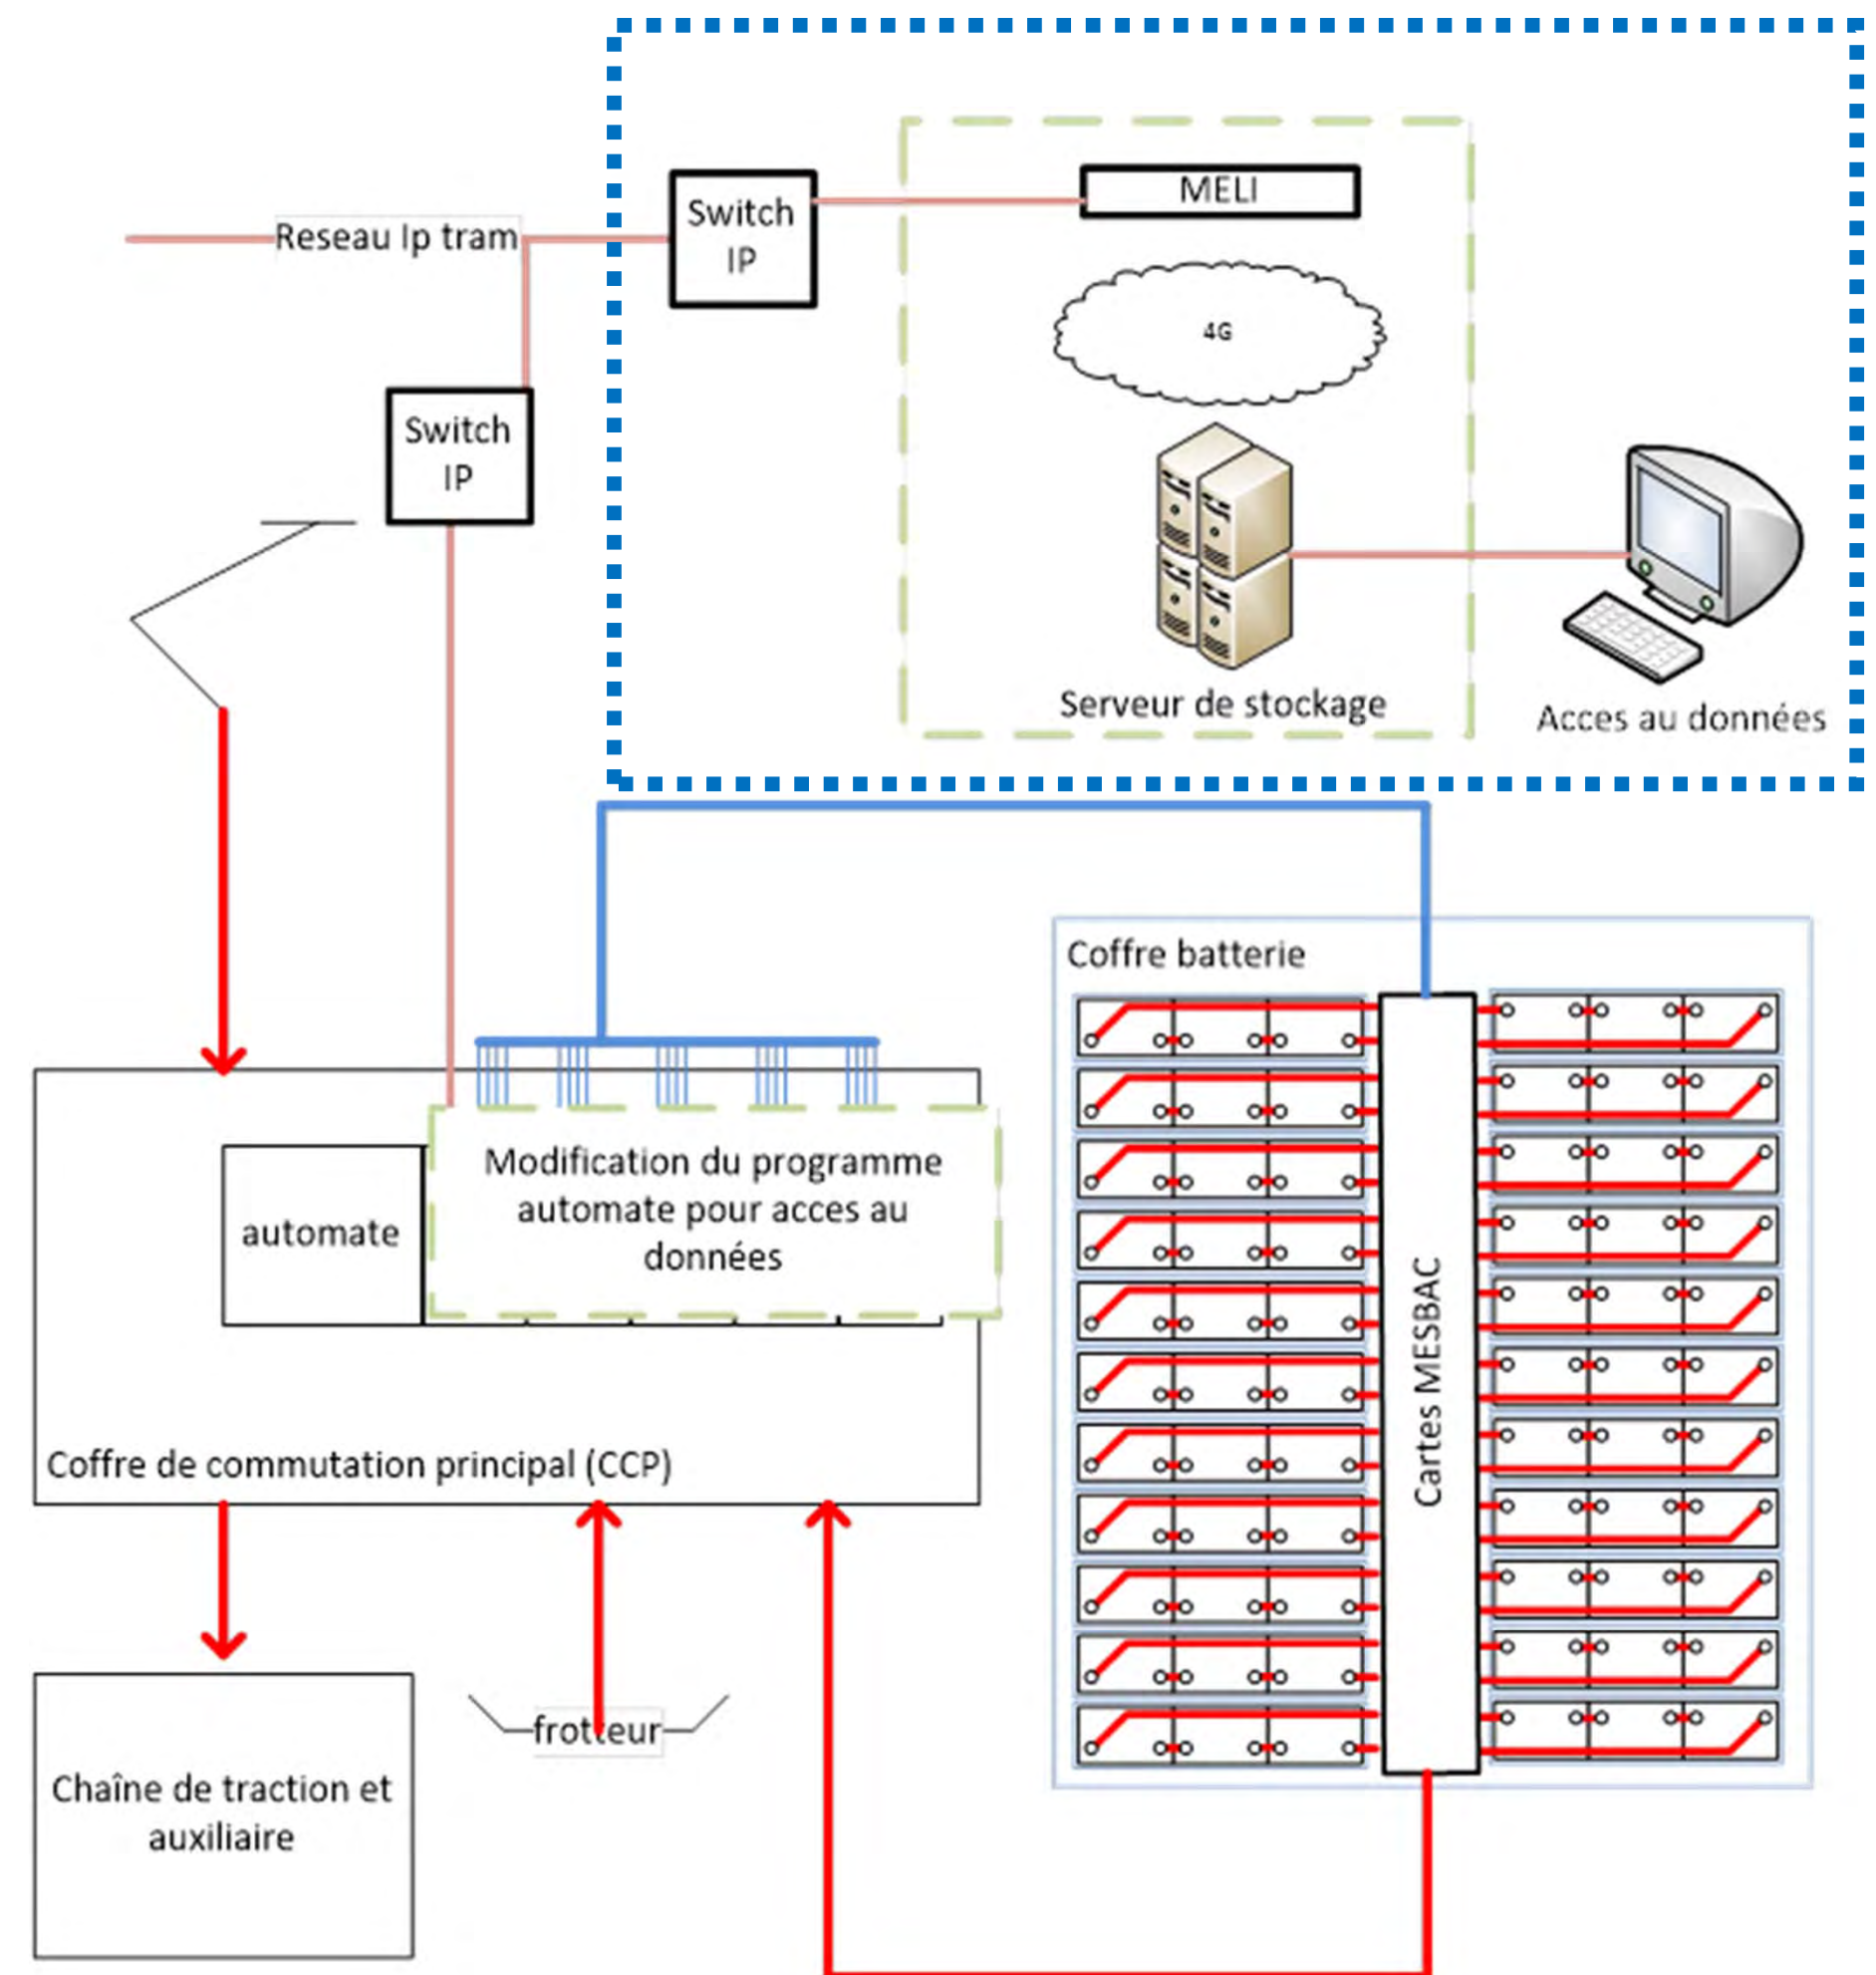 MELI
Switch
IP
Reseau Ip tram
4G
Switch
IP
Serveur de stockage
Acces au données
Coffre batterie
Modification du programme
automate pour acces au
données
automate
Cartes MESBAC
Coffre de commutation principal (CCP)
frotteur
Chaîne de traction et
auxiliaire